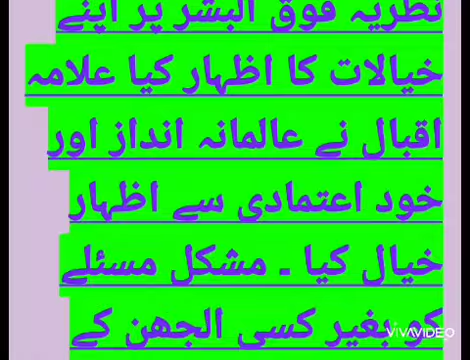 نظریہ فوق البشر پر اپنے
خیالات کا اظہار کیا علامہ
اقبال نے عالمانہ انداز اور
خود اعتمادی سے اظہار
خیال کیا ۔ مشکل مسئلے
کو بغیر کسی الجھن کے
VIVAVIDEO